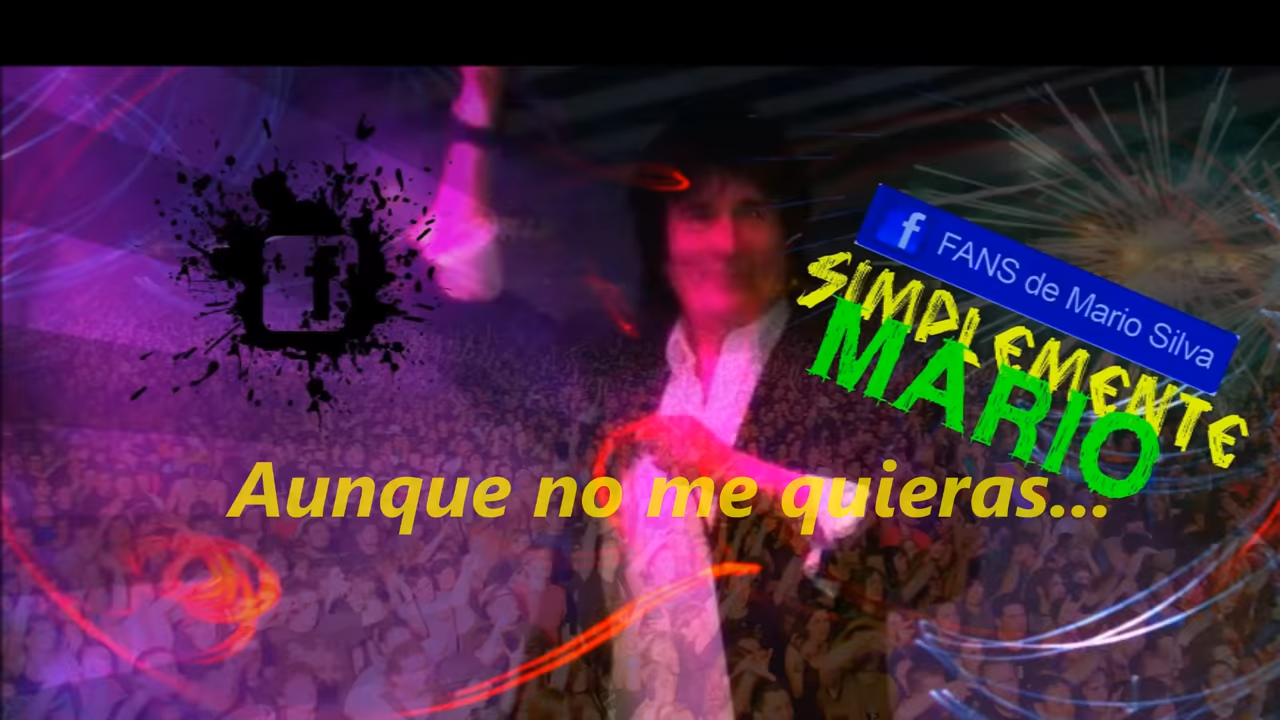 f
f FANS de Mario Silva
SIMPLEMENTE
MARIO
Aunque no me quieras...